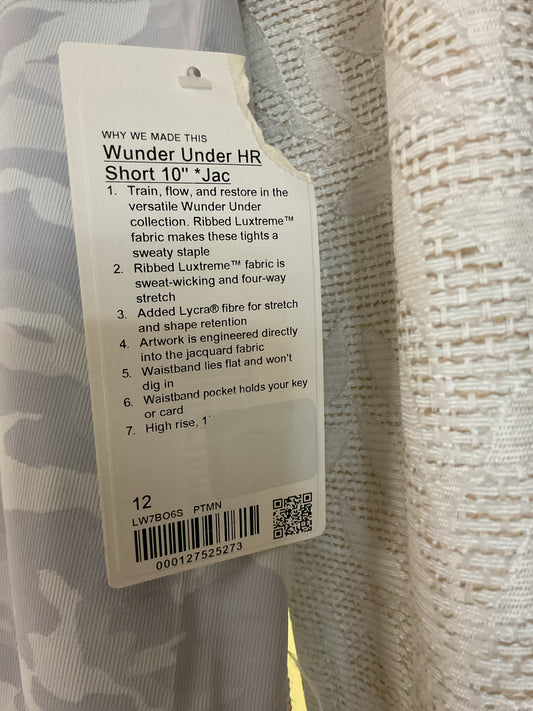 WHY WE MADE THIS
Wunder Under HR
Short 10" *Jac
1. Train, flow, and restore in the
versatile Wunder Under
collection. Ribbed Luxtreme™
fabric makes these tights a
sweaty staple
2. Ribbed Luxtreme™ fabric is
sweat-wicking and four-way
stretch
3. Added Lycra® fibre for stretch
and shape retention
4. Artwork is engineered directly
into the jacquard fabric
5. Waistband lies flat and won't
dig in
6. Waistband pocket holds your key
or card
7. High rise,
12
LW7BO6S PTMN
000127525273